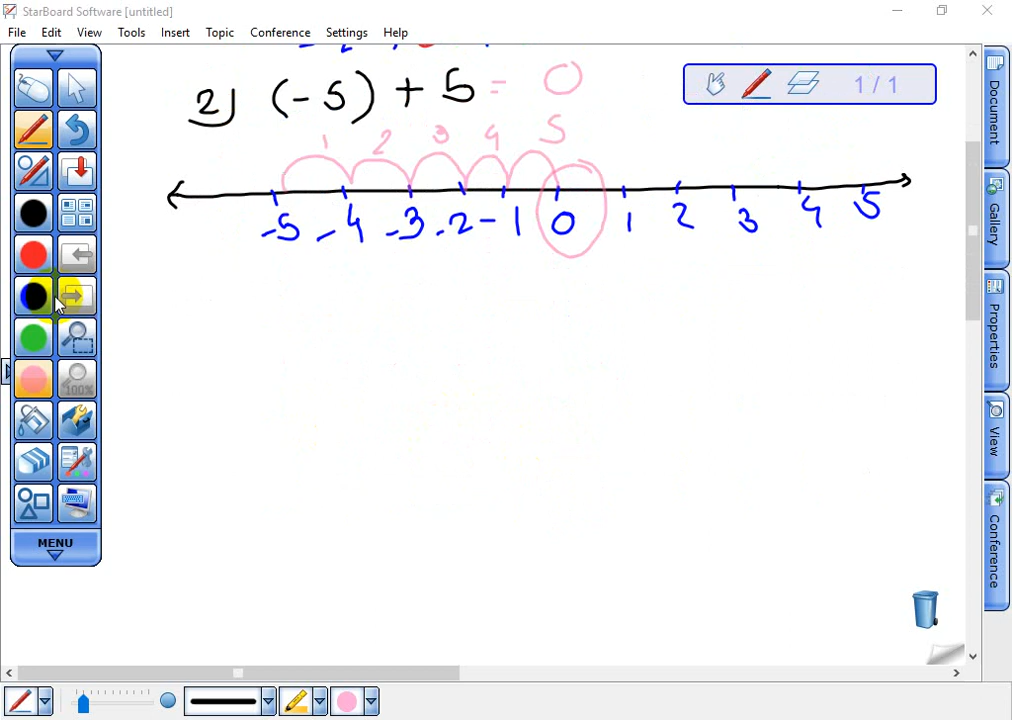 StarBoard Software [untitled]
File Edit View Tools Insert Topic Conference Settings Help
1 / 1
2) (-5) + 5 = 0
1 2 3 4 5
-5 -4 -3 -2 -1 0 1 2 3 4 5
100%
MENU
Document
Gallery
Properties
View
Conference